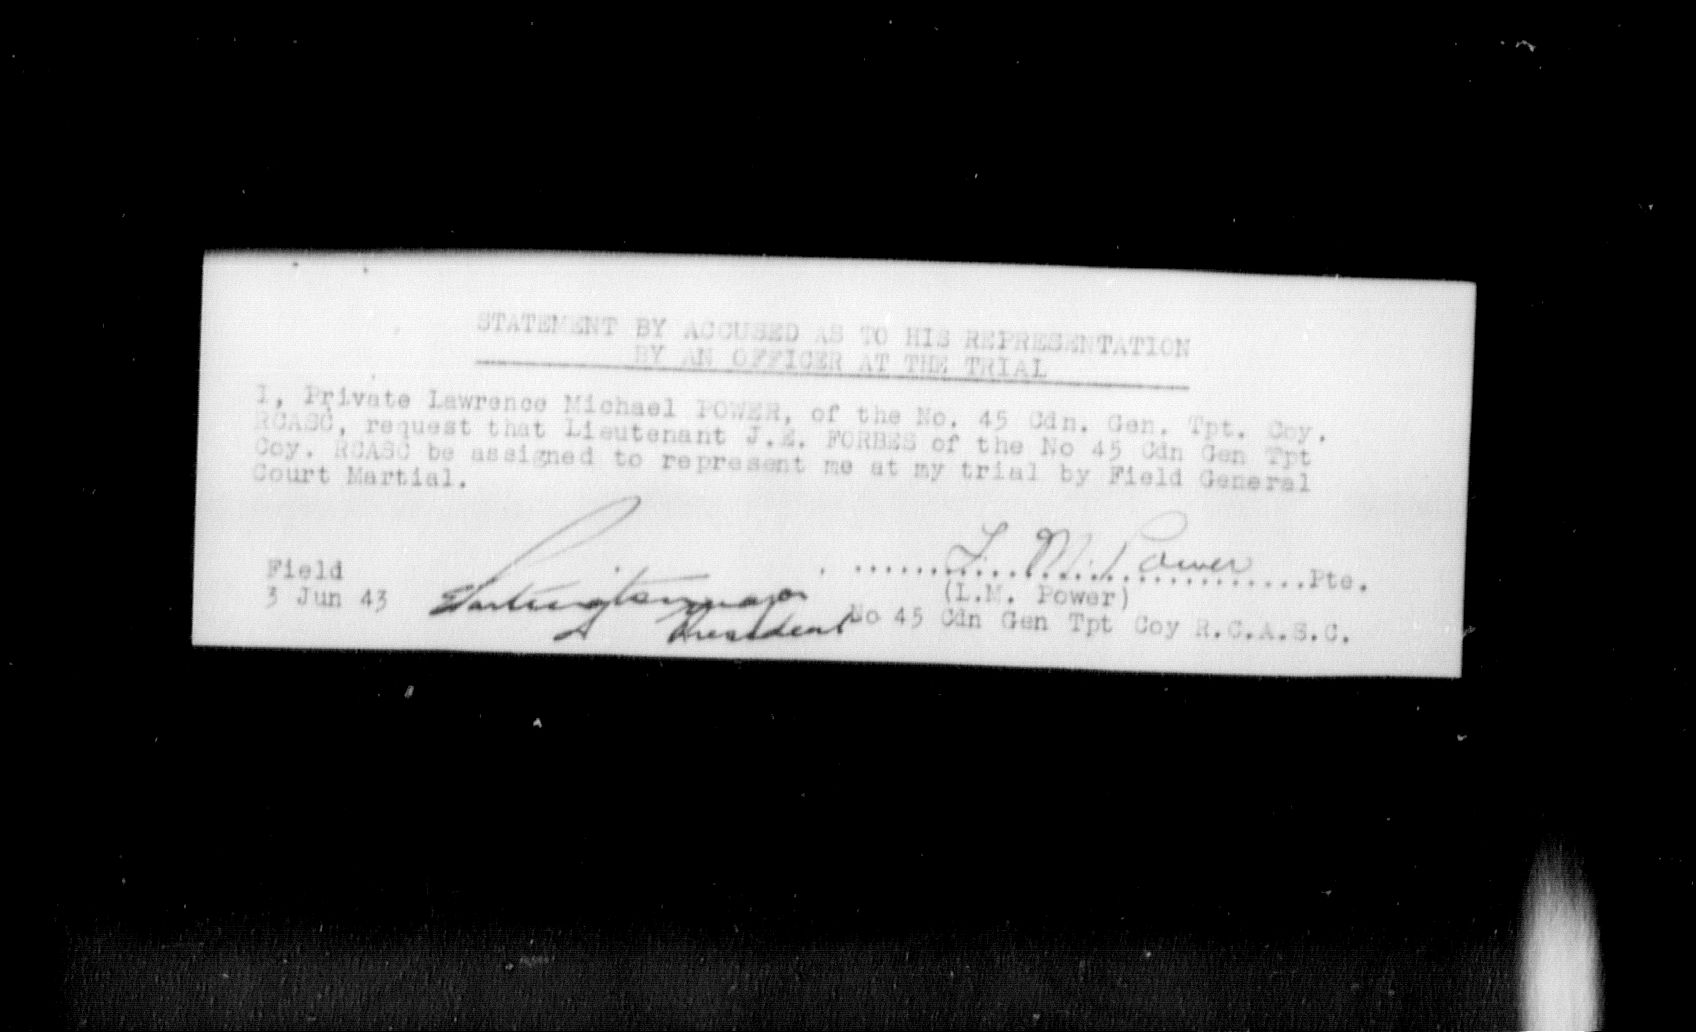 STATEMENT BY ACCUSED AS TO HIS REPRESENTATION
BY AN OFFICER AT THE TRIAL
I, Private Lawrence Michael POWER, of the No. 45 Cdn. Gen. Tpt. Coy.
RCASC, request that Lieutenant J.E. FORBES of the No 45 Cdn Gen Tpt
Coy. RCASC be assigned to represent me at my trial by Field General
Court Martial.
L. M. Power
Field ..........................Pte.
3 Jun 43 major (L.M. Power)
President No 45 Cdn Gen Tpt Coy R.C.A.S.C.